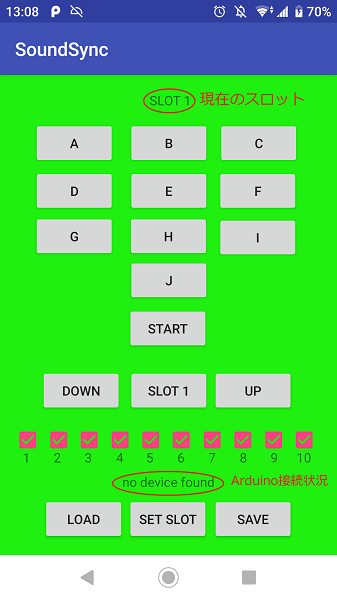 13:08 70%
SoundSync
SLOT 1 現在のスロット
A B C
D E F
G H I
J
START
DOWN SLOT 1 UP
1 2 3 4 5 6 7 8 9 10
no device found Arduino接続状況
LOAD SET SLOT SAVE